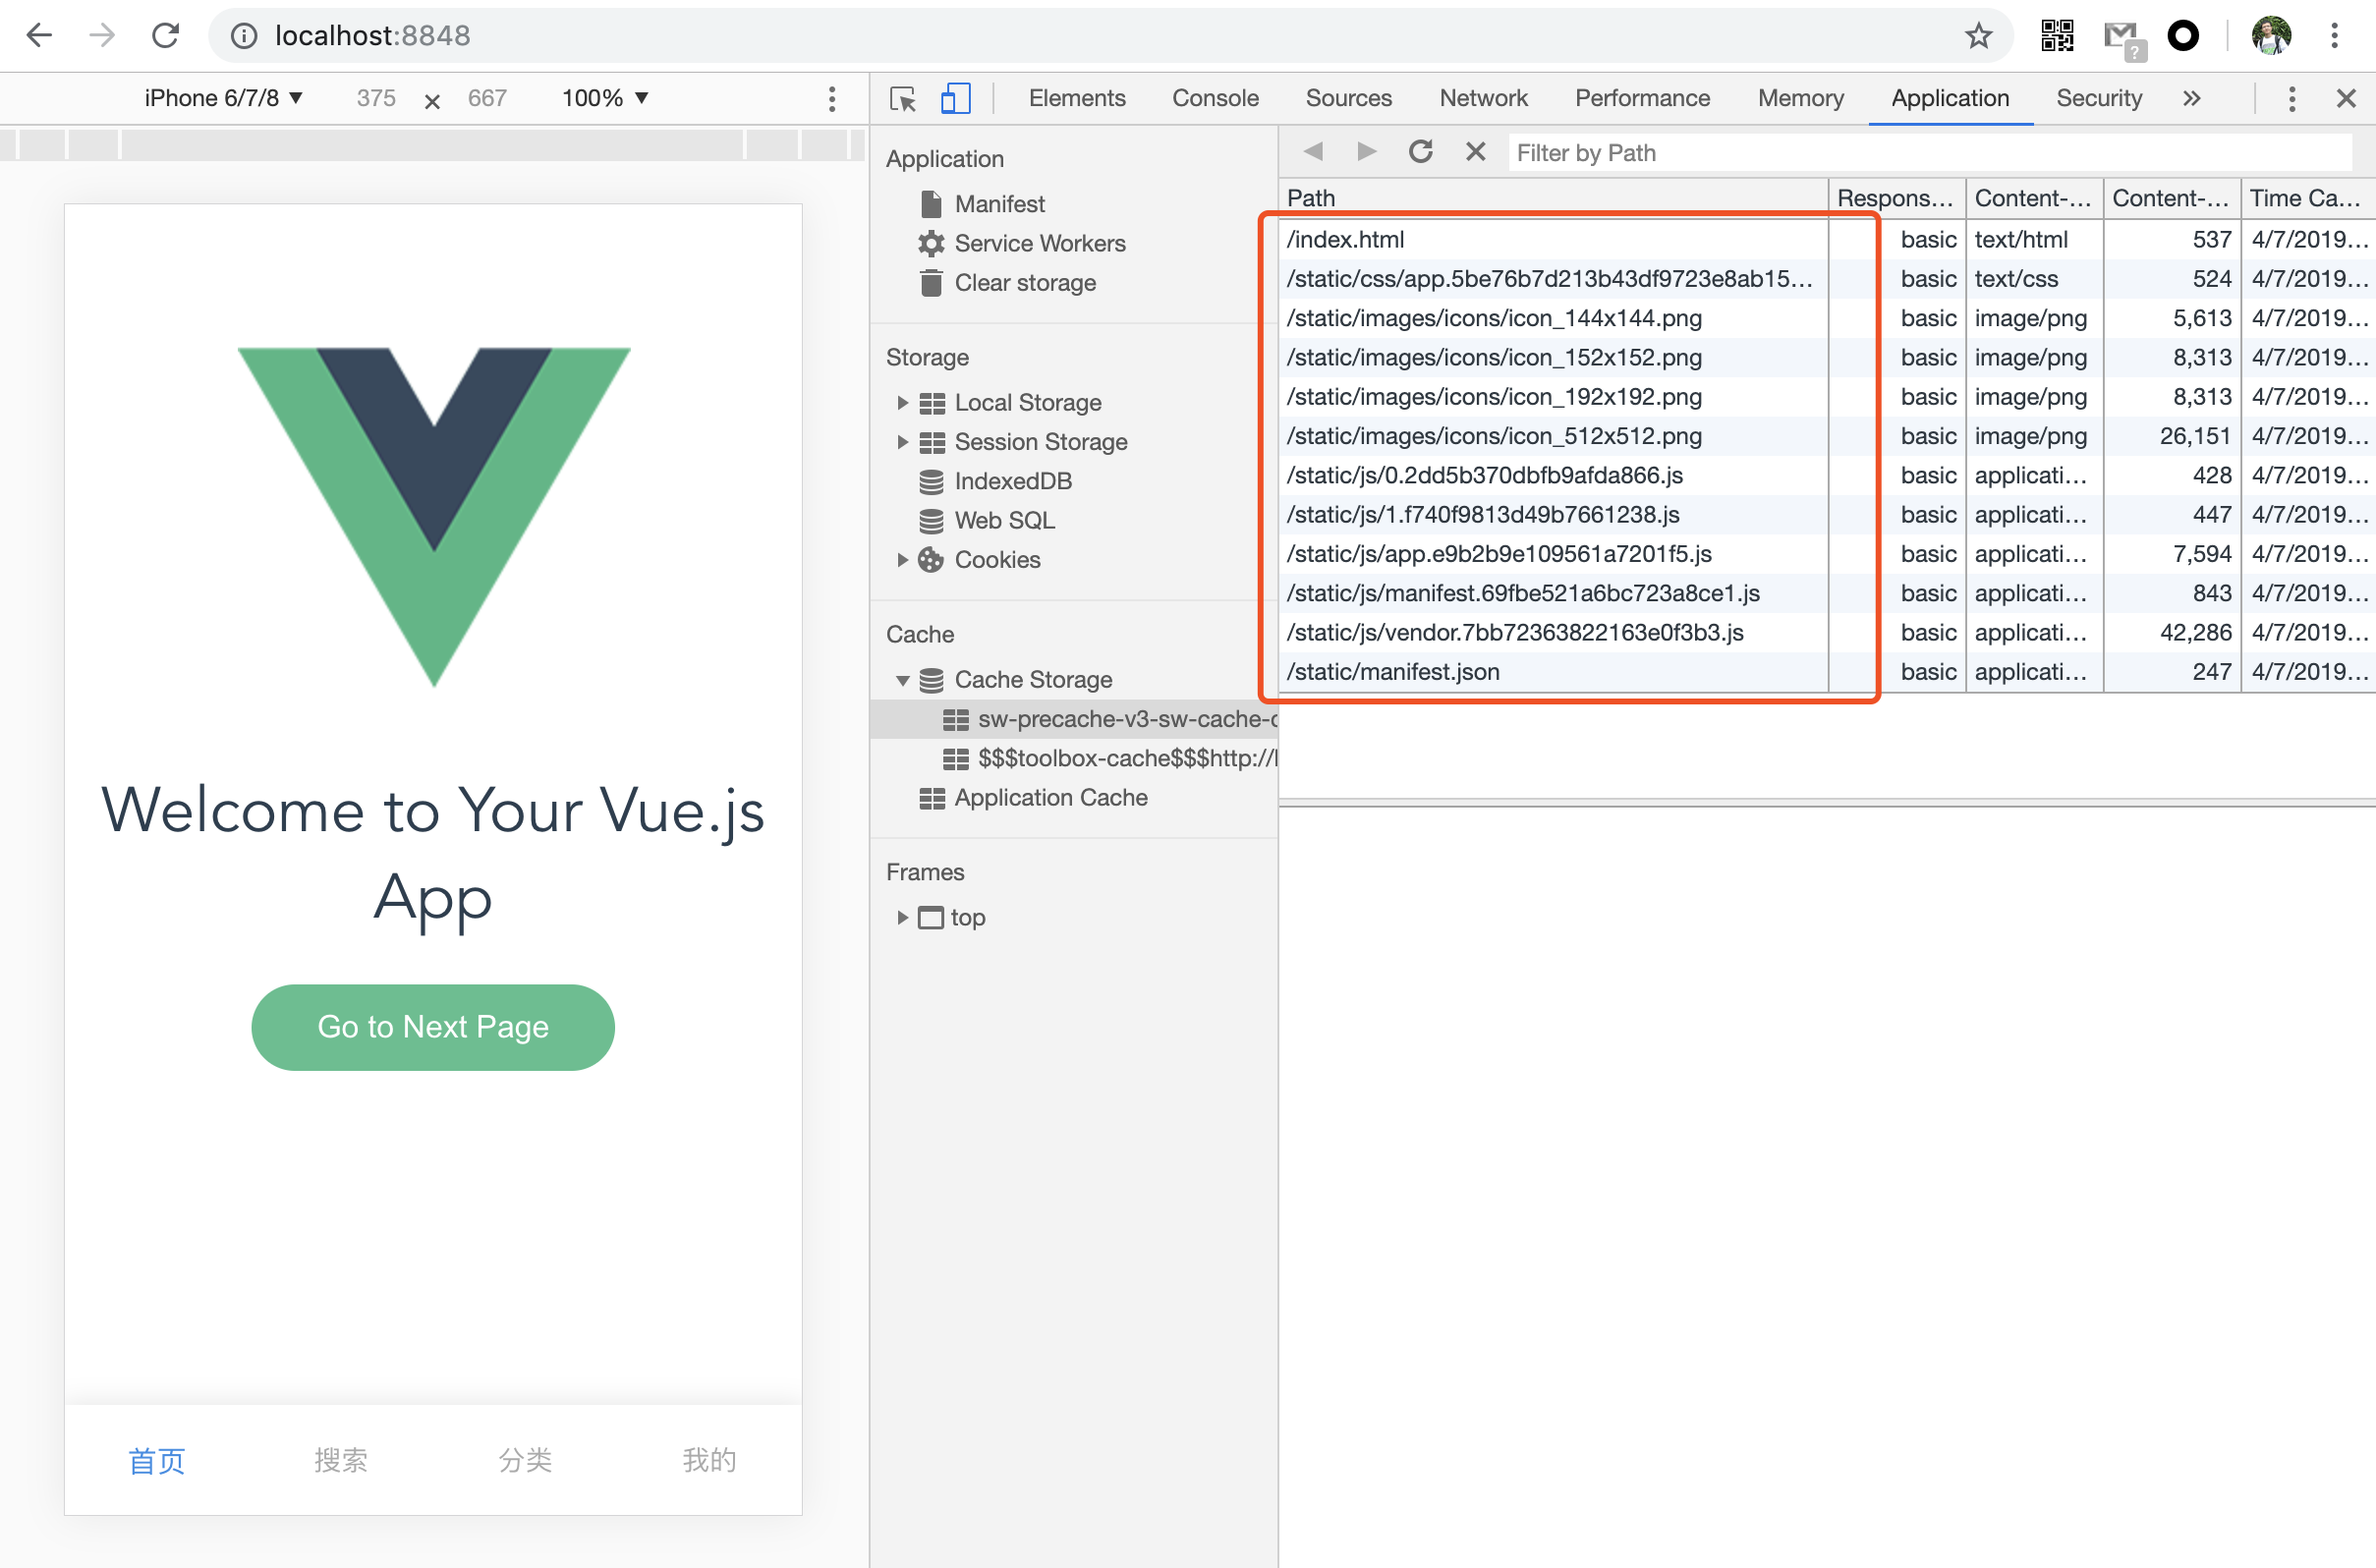 localhost:8848
iPhone 6/7/8 ▼ 375 × 667 100% ▼
Elements Console Sources Network Performance Memory Application Security »
Application
Manifest
Service Workers
Clear storage
Storage
Local Storage
Session Storage
IndexedDB
Web SQL
Cookies
Cache
Cache Storage
sw-precache-v3-sw-cache-
$$$toolbox-cache$$$http://
Application Cache
Frames
top
Filter by Path
Path Respons… Content-… Content-… Time Ca…
/index.html basic text/html 537 4/7/2019…
/static/css/app.5be76b7d213b43df9723e8ab15… basic text/css 524 4/7/2019…
/static/images/icons/icon_144x144.png basic image/png 5,613 4/7/2019…
/static/images/icons/icon_152x152.png basic image/png 8,313 4/7/2019…
/static/images/icons/icon_192x192.png basic image/png 8,313 4/7/2019…
/static/images/icons/icon_512x512.png basic image/png 26,151 4/7/2019…
/static/js/0.2dd5b370dbfb9afda866.js basic applicati… 428 4/7/2019…
/static/js/1.f740f9813d49b7661238.js basic applicati… 447 4/7/2019…
/static/js/app.e9b2b9e109561a7201f5.js basic applicati… 7,594 4/7/2019…
/static/js/manifest.69fbe521a6bc723a8ce1.js basic applicati… 843 4/7/2019…
/static/js/vendor.7bb72363822163e0f3b3.js basic applicati… 42,286 4/7/2019…
/static/manifest.json basic applicati… 247 4/7/2019…
Welcome to Your Vue.js
App
Go to Next Page
首页 搜索 分类 我的